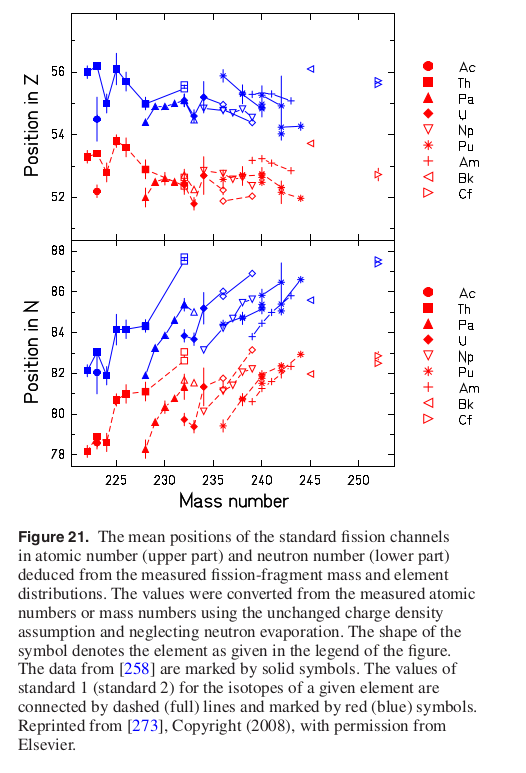 56
54
52
Position in Z
Ac
Th
Pa
U
Np
Pu
Am
Bk
Cf
88
86
84
82
80
78
Position in N
Ac
Th
Pa
U
Np
Pu
Am
Bk
Cf
225 230 235 240 245 250
Mass number
Figure 21. The mean positions of the standard fission channels
in atomic number (upper part) and neutron number (lower part)
deduced from the measured fission-fragment mass and element
distributions. The values were converted from the measured atomic
numbers or mass numbers using the unchanged charge density
assumption and neglecting neutron evaporation. The shape of the
symbol denotes the element as given in the legend of the figure.
The data from [258] are marked by solid symbols. The values of
standard 1 (standard 2) for the isotopes of a given element are
connected by dashed (full) lines and marked by red (blue) symbols.
Reprinted from [273], Copyright (2008), with permission from
Elsevier.